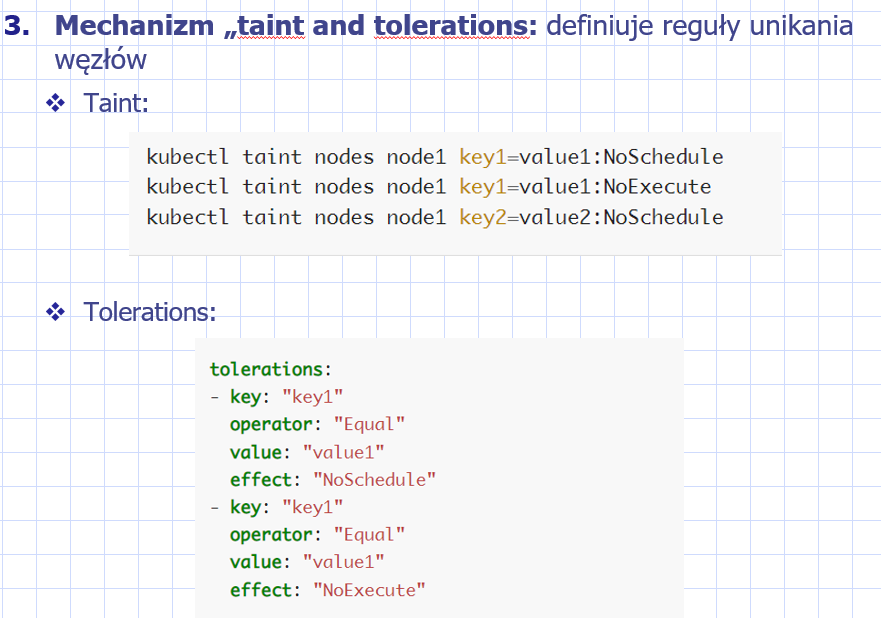 3. Mechanizm „taint and tolerations: definiuje reguły unikania
węzłów
❖ Taint:
kubectl taint nodes node1 key1=value1:NoSchedule
kubectl taint nodes node1 key1=value1:NoExecute
kubectl taint nodes node1 key2=value2:NoSchedule
❖ Tolerations:
tolerations:
- key: "key1"
  operator: "Equal"
  value: "value1"
  effect: "NoSchedule"
- key: "key1"
  operator: "Equal"
  value: "value1"
  effect: "NoExecute"